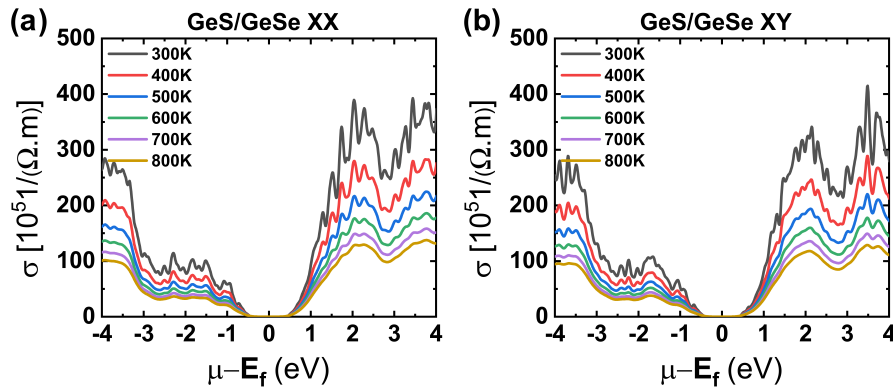 (a) GeS/GeSe XX
σ [10⁵1/(Ω.m)]
500
400
300
200
100
0
300K
400K
500K
600K
700K
800K
-4 -3 -2 -1 0 1 2 3 4
μ−E_f (eV)
(b) GeS/GeSe XY
σ [10⁵1/(Ω.m)]
500
400
300
200
100
0
300K
400K
500K
600K
700K
800K
-4 -3 -2 -1 0 1 2 3 4
μ−E_f (eV)